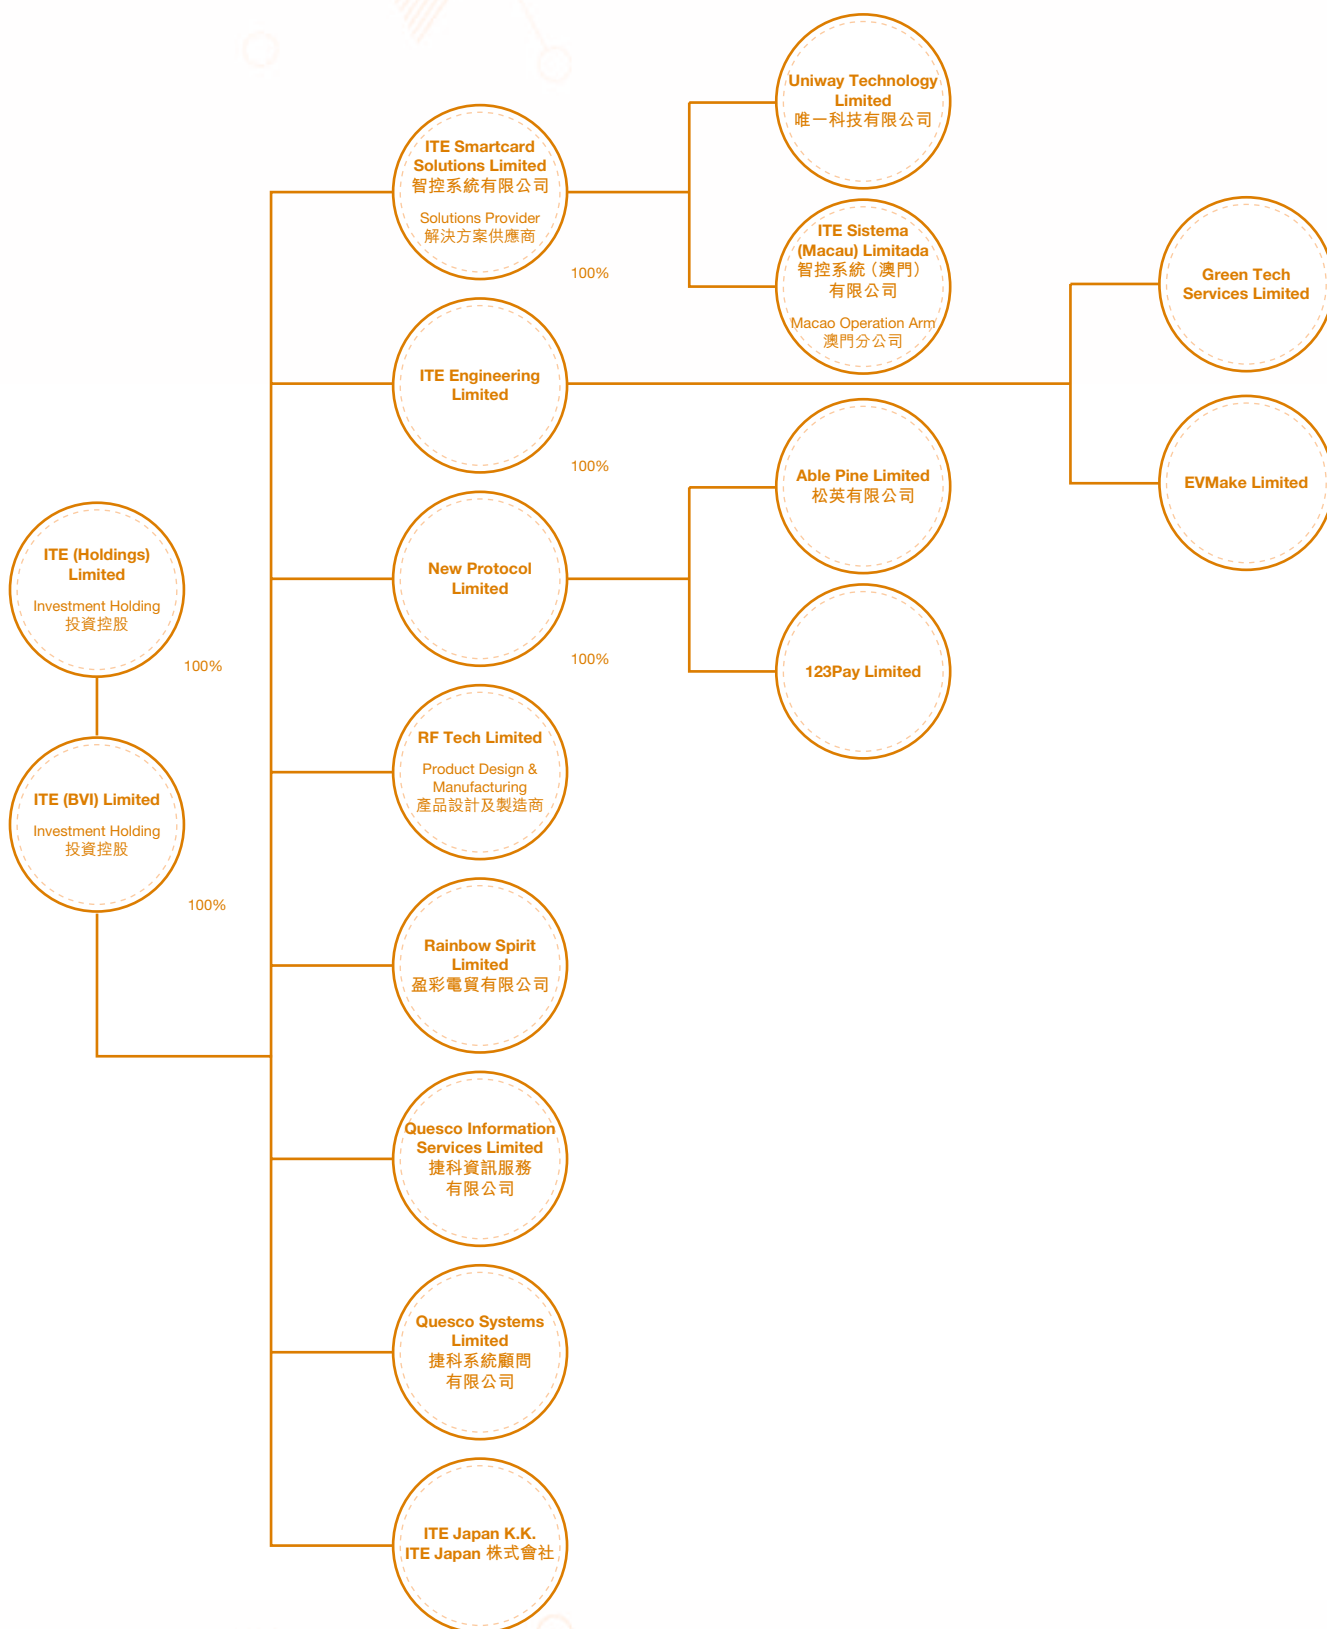 ITE (Holdings)
Limited
Investment Holding
投資控股
100%
ITE (BVI) Limited
Investment Holding
投資控股
100%
ITE Smartcard
Solutions Limited
智控系統有限公司
Solutions Provider
解決方案供應商
100%
ITE Engineering
Limited
100%
New Protocol
Limited
100%
RF Tech Limited
Product Design &
Manufacturing
產品設計及製造商
Rainbow Spirit
Limited
盈彩電貿有限公司
Quesco Information
Services Limited
捷科資訊服務
有限公司
Quesco Systems
Limited
捷科系統顧問
有限公司
ITE Japan K.K.
ITE Japan 株式會社
Uniway Technology
Limited
唯一科技有限公司
ITE Sistema
(Macau) Limitada
智控系統（澳門）
有限公司
Macao Operation Arm
澳門分公司
Able Pine Limited
松英有限公司
123Pay Limited
Green Tech
Services Limited
EVMake Limited